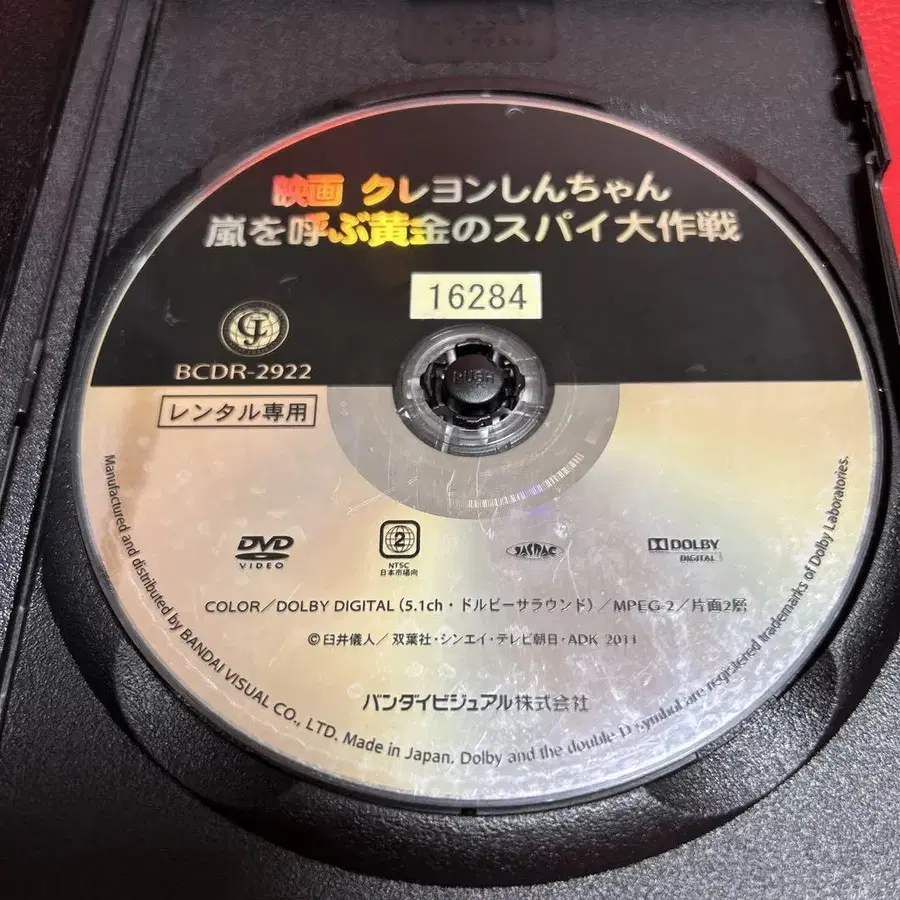 映画 クレヨンしんちゃん
嵐を呼ぶ黄金のスパイ大作戦
16284
BCDR-2922
PUSH
レンタル専用
DVD
VIDEO
2
NTSC
日本市場向
JASRAC
DOLBY
DIGITAL
COLOR/DOLBY DIGITAL(5.1ch・ドルビーサラウンド)/MPEG-2/片面2層
©臼井儀人/双葉社・シンエイ・テレビ朝日・ADK 2011
バンダイビジュアル株式会社
Manufactured and distributed by BANDAI VISUAL CO., LTD. Made in Japan. Dolby and the double-D symbol are registered trademarks of Dolby Laboratories.